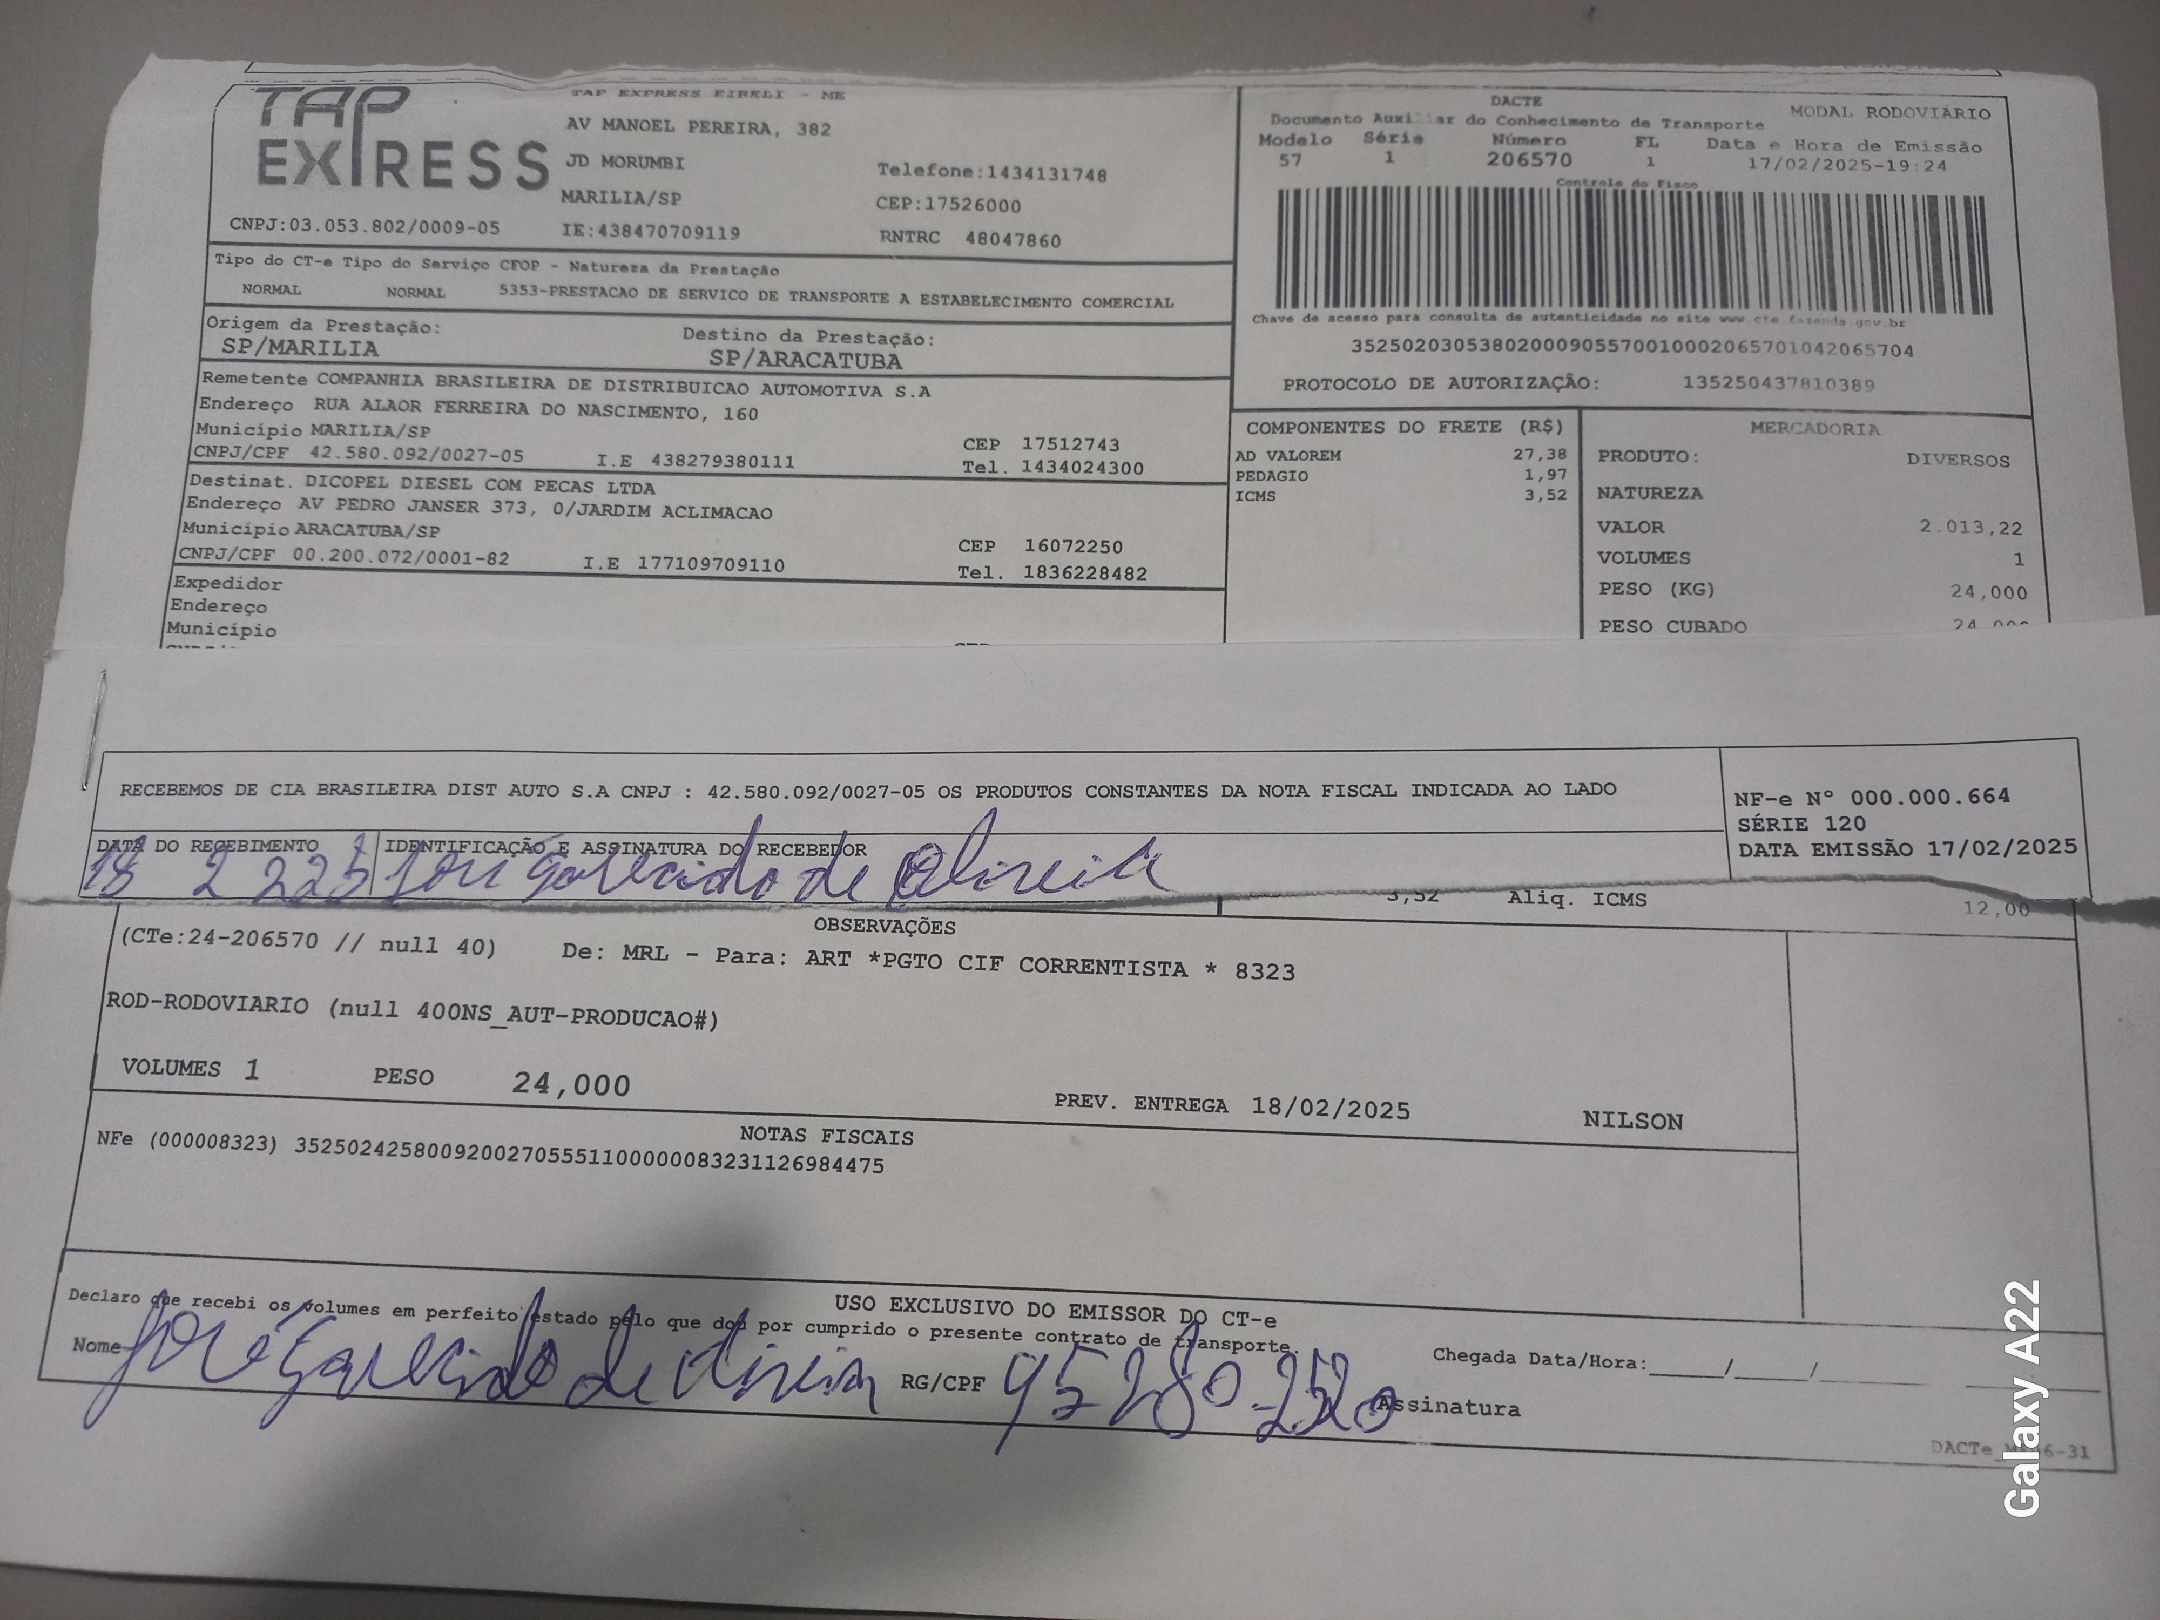 TAP EXPRESS
TAP EXPRESS EIRELI - ME
AV MANOEL PEREIRA, 382
JD MORUMBI
Telefone:1434131748
MARILIA/SP
CEP:17526000
CNPJ:03.053.802/0009-05 IE:438470709119 RNTRC 48047860
DACTE
MODAL RODOVIÁRIO
Documento Auxiliar do Conhecimento de Transporte
Modelo Série Número FL Data e Hora de Emissão
57 1 206570 1 17/02/2025-19:24
Controle do Fisco
Chave de acesso para consulta de autenticidade no site www.cte.fazenda.gov.br
35250203053802000905570010002065701042065704
PROTOCOLO DE AUTORIZAÇÃO: 135250437810389
Tipo do CT-e Tipo do Serviço CFOP - Natureza da Prestação
NORMAL NORMAL 5353-PRESTACAO DE SERVICO DE TRANSPORTE A ESTABELECIMENTO COMERCIAL
Origem da Prestação: Destino da Prestação:
SP/MARILIA SP/ARACATUBA
Remetente COMPANHIA BRASILEIRA DE DISTRIBUICAO AUTOMOTIVA S.A
Endereço RUA ALAOR FERREIRA DO NASCIMENTO, 160
Município MARILIA/SP CEP 17512743
CNPJ/CPF 42.580.092/0027-05 I.E 438279380111 Tel. 1434024300
Destinat. DICOPEL DIESEL COM PECAS LTDA
Endereço AV PEDRO JANSER 373, 0/JARDIM ACLIMACAO
Município ARACATUBA/SP CEP 16072250
CNPJ/CPF 00.200.072/0001-82 I.E 177109709110 Tel. 1836228482
Expedidor
Endereço
Município
COMPONENTES DO FRETE (R$)
AD VALOREM 27,38
PEDAGIO 1,97
ICMS 3,52
MERCADORIA
PRODUTO: DIVERSOS
NATUREZA
VALOR 2.013,22
VOLUMES 1
PESO (KG) 24,000
PESO CUBADO
RECEBEMOS DE CIA BRASILEIRA DIST AUTO S.A CNPJ : 42.580.092/0027-05 OS PRODUTOS CONSTANTES DA NOTA FISCAL INDICADA AO LADO
NF-e Nº 000.000.664
SÉRIE 120
DATA EMISSÃO 17/02/2025
DATA DO RECEBIMENTO IDENTIFICAÇÃO E ASSINATURA DO RECEBEDOR
18 2 de Oliveira
3,52 Aliq. ICMS 12,00
OBSERVAÇÕES
(CTe:24-206570 // null 40) De: MRL - Para: ART *PGTO CIF CORRENTISTA * 8323
ROD-RODOVIARIO (null 400NS_AUT-PRODUCAO#)
VOLUMES 1 PESO 24,000 PREV. ENTREGA 18/02/2025 NILSON
NOTAS FISCAIS
NFe (000008323) 35250242580092002705551100000083231126984475
USO EXCLUSIVO DO EMISSOR DO CT-e
Declaro que recebi os volumes em perfeito estado pelo que dou por cumprido o presente contrato de transporte.
Nome José de Oliveira RG/CPF Chegada Data/Hora:_____/_____/_____
Assinatura
Galaxy A22